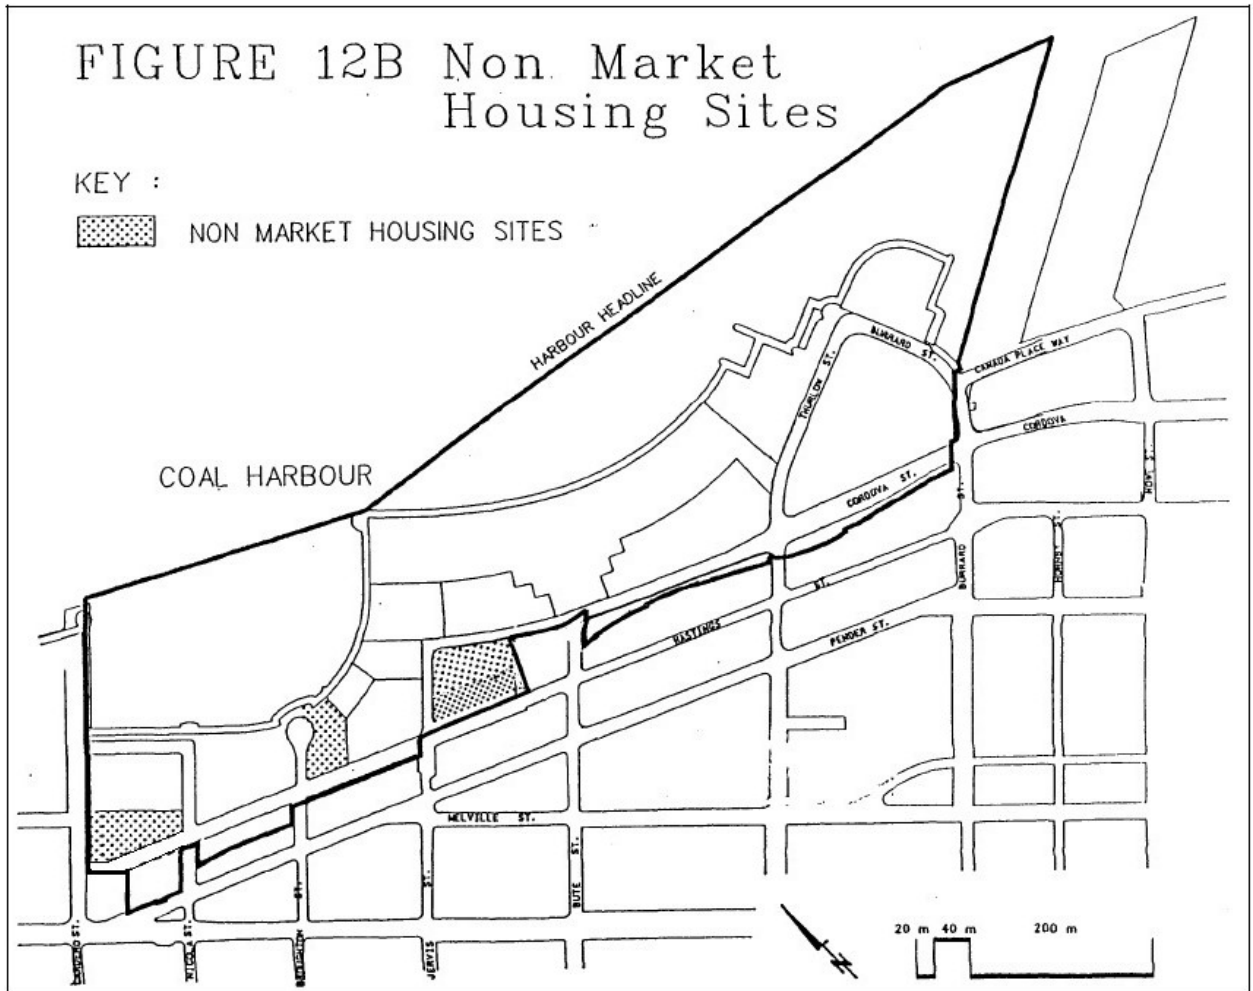 FIGURE 12B Non Market
Housing Sites
KEY :
NON MARKET HOUSING SITES
HARBOUR HEADLINE
BURRARD ST.
CANADA PLACE WAY
THURLOW ST.
CORDOVA
COAL HARBOUR
CORDOVA ST.
HOWE ST.
HORNBY ST.
BURRARD ST.
HASTINGS ST.
PENDER ST.
MELVILLE ST.
BUTE ST.
JERVIS ST.
NICOLA ST.
20 m 40 m 200 m